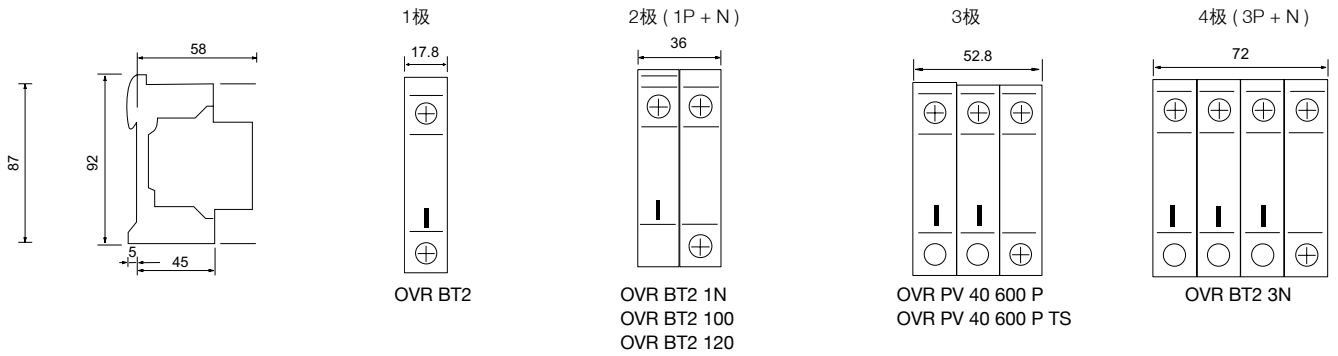 1极
2极 ( 1P + N )
3极
4极 ( 3P + N )
58
17.8
36
52.8
72
87
92
5
45
OVR BT2
OVR BT2 1N
OVR BT2 100
OVR BT2 120
OVR PV 40 600 P
OVR PV 40 600 P TS
OVR BT2 3N